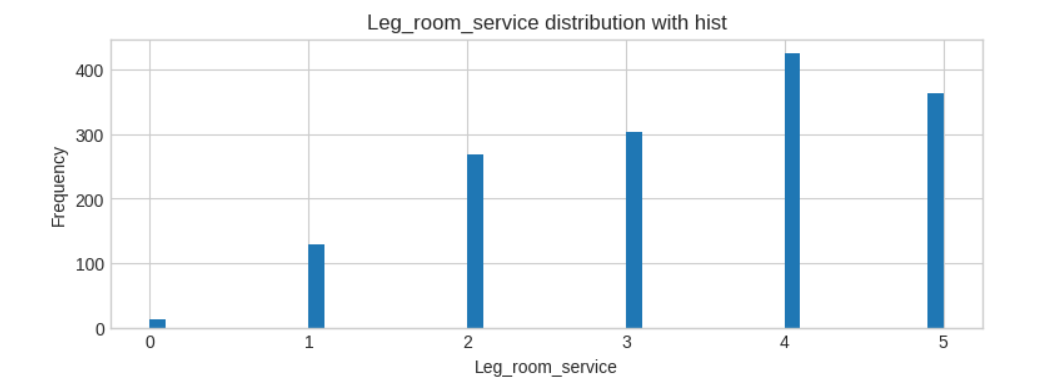 Leg_room_service distribution with hist
400
300
200
100
0
Frequency
0 1 2 3 4 5
Leg_room_service